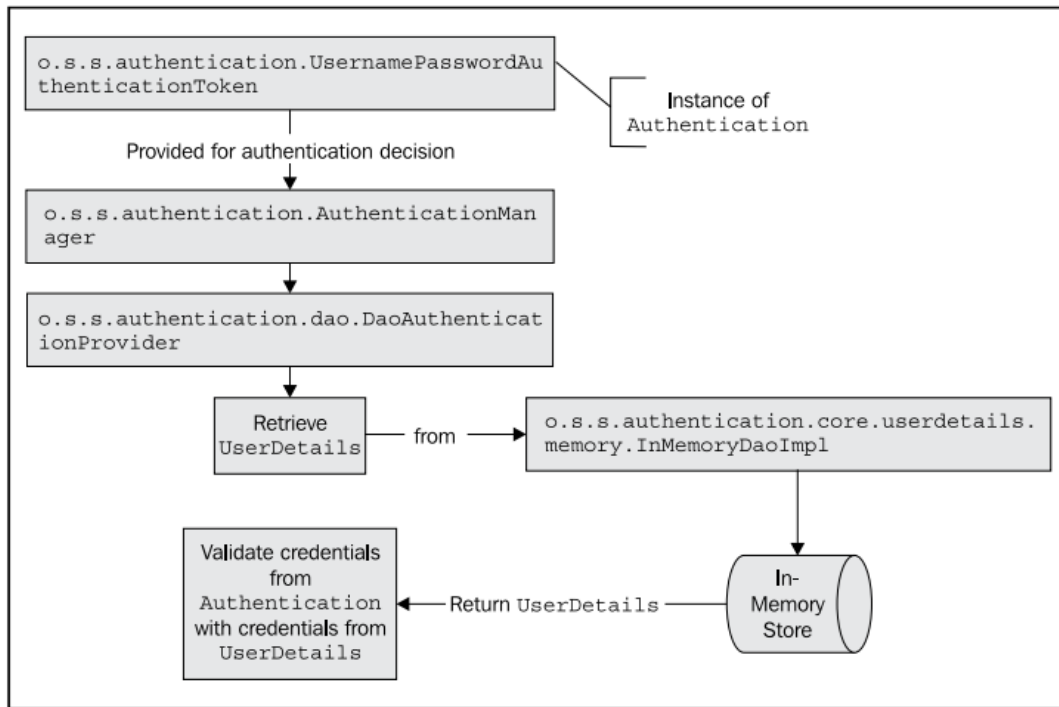 o.s.s.authentication.UsernamePasswordAu
thenticationToken
Instance of
Authentication
Provided for authentication decision
o.s.s.authentication.AuthenticationMan
ager
o.s.s.authentication.dao.DaoAuthenticat
ionProvider
Retrieve
UserDetails
from
o.s.s.authentication.core.userdetails.
memory.InMemoryDaoImpl
Validate credentials
from
Authentication
with credentials from
UserDetails
Return UserDetails
In-
Memory
Store